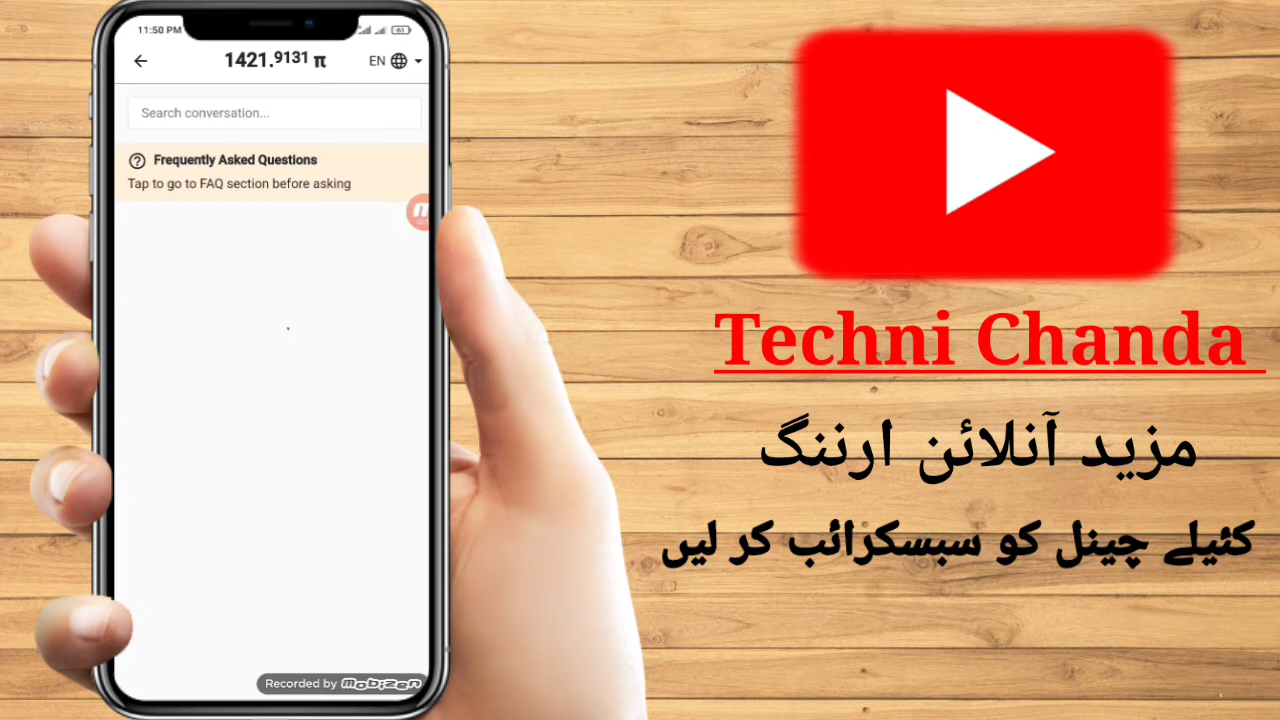 11:50 PM
61
1421.9131 π
EN
Search conversation...
Frequently Asked Questions
Tap to go to FAQ section before asking
Recorded by mobizen
Techni Chanda
مزید آنلائن ارننگ
کئیلے چینل کو سبسکرائب کر لیں